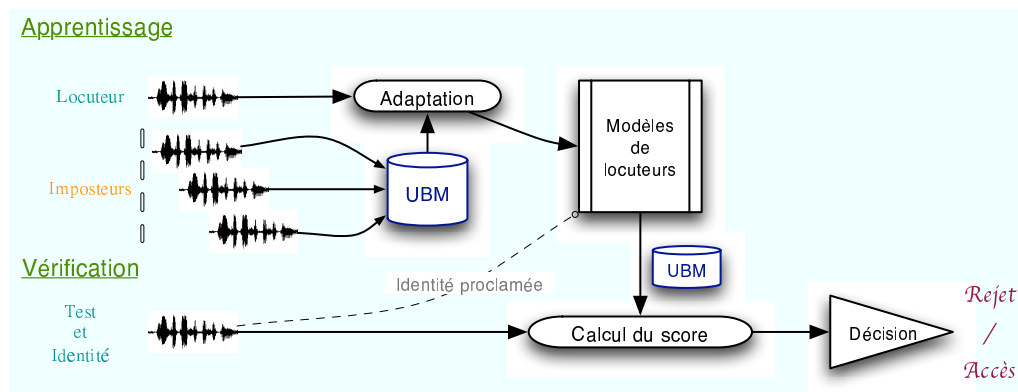 Apprentissage
Locuteur
Adaptation
Modèles
de
locuteurs
Imposteurs
UBM
Vérification
UBM
Identité proclamée
Test
et
Identité
Calcul du score
Décision
Rejet
/
Accès